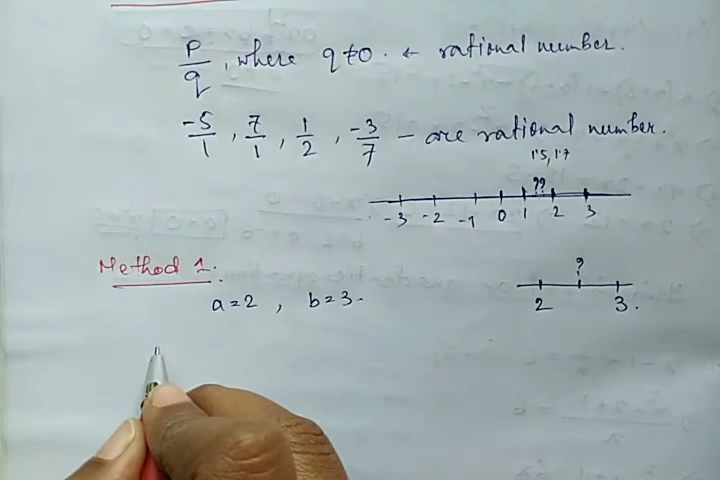 p/q, where q≠0. ← rational number.
-5/1, 7/1, 1/2, -3/7 – are rational number.
1.5, 1.7
??
-3 -2 -1 0 1 2 3
Method 1:
?
a=2, b=3.
2 3.